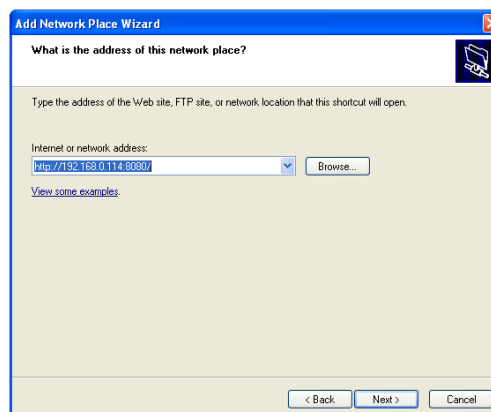 Add Network Place Wizard
What is the address of this network place?
Type the address of the Web site, FTP site, or network location that this shortcut will open.
Internet or network address:
http://192.168.0.114:8080/
Browse...
View some examples.
< Back
Next >
Cancel